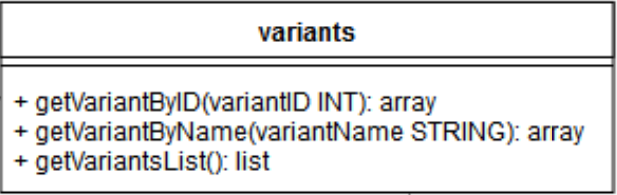 variants
+ getVariantByID(variantID INT): array
+ getVariantByName(variantName STRING): array
+ getVariantsList(): list